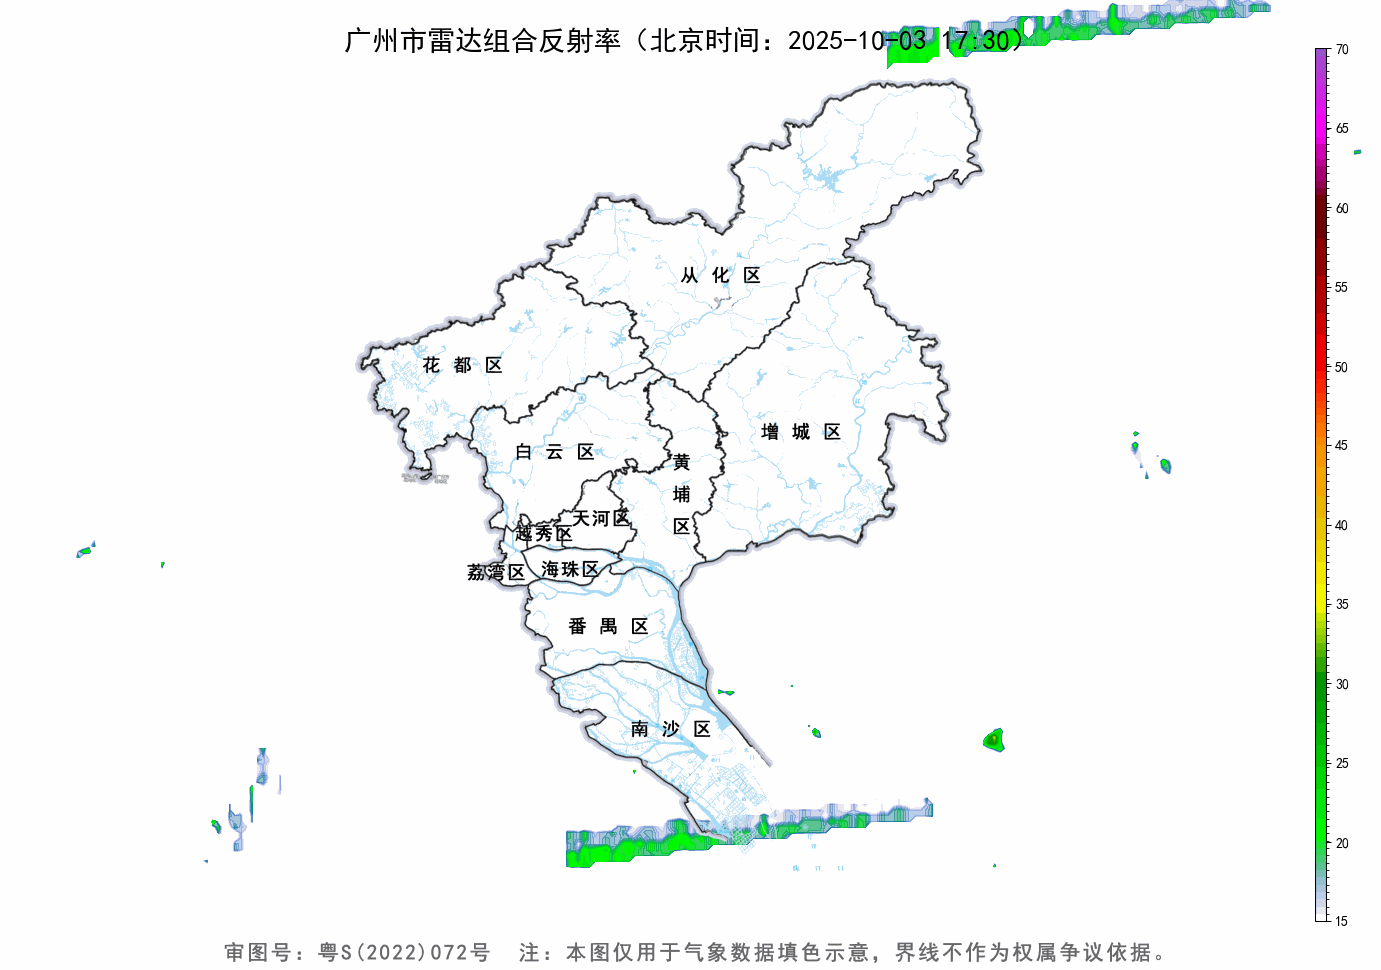 广州市雷达组合反射率（北京时间：2025-10-03 17:30）
70
65
60
55
50
45
40
35
30
25
20
15
从化区
花都区
增城区
白云区
黄埔区
天河区
越秀区
荔湾区
海珠区
番禺区
南沙区
审图号：粤S(2022)072号 注：本图仅用于气象数据填色示意，界线不作为权属争议依据。